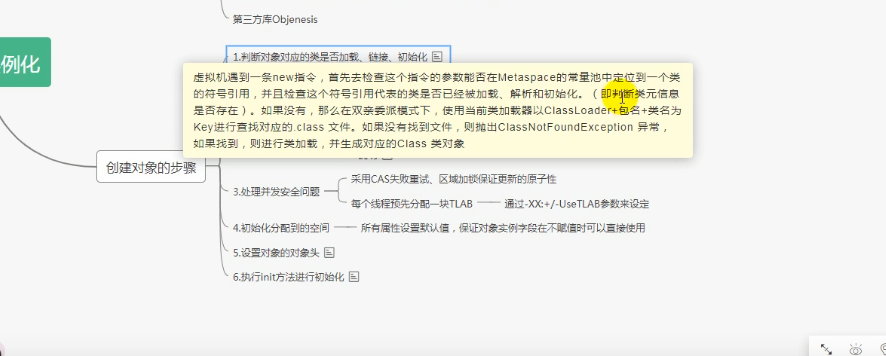 第三方库Objenesis
例化
1.判断对象对应的类是否加载、链接、初始化
虚拟机遇到一条new指令，首先去检查这个指令的参数能否在Metaspace的常量池中定位到一个类
的符号引用，并且检查这个符号引用代表的类是否已经被加载、解析和初始化。（即判断类元信息
是否存在）。如果没有，那么在双亲委派模式下，使用当前类加载器以ClassLoader+包名+类名为
Key进行查找对应的.class 文件。如果没有找到文件，则抛出ClassNotFoundException 异常，
如果找到，则进行类加载，并生成对应的Class 类对象
创建对象的步骤
3.处理并发安全问题
采用CAS失败重试、区域加锁保证更新的原子性
每个线程预先分配一块TLAB
通过-XX:+/-UseTLAB参数来设定
4.初始化分配到的空间
所有属性设置默认值，保证对象实例字段在不赋值时可以直接使用
5.设置对象的对象头
6.执行init方法进行初始化